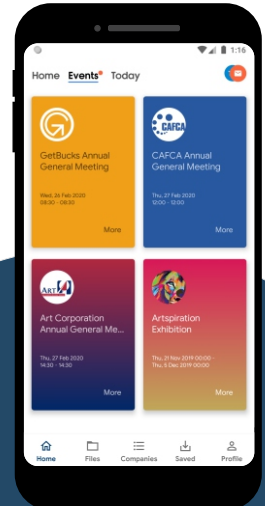 1:16
Home Events Today
GetBucks Annual
General Meeting
Wed, 26 Feb 2020
08:30 - 08:30
More
CAFCA
CAFCA Annual
General Meeting
Thu, 27 Feb 2020
12:00 - 12:00
More
ART
Art Corporation
Annual General Me...
Thu, 27 Feb 2020
14:30 - 14:30
More
Artspiration
Exhibition
Thu, 21 Nov 2019 00:00 -
Thu, 5 Dec 2019 00:00
More
Home Files Companies Saved Profile